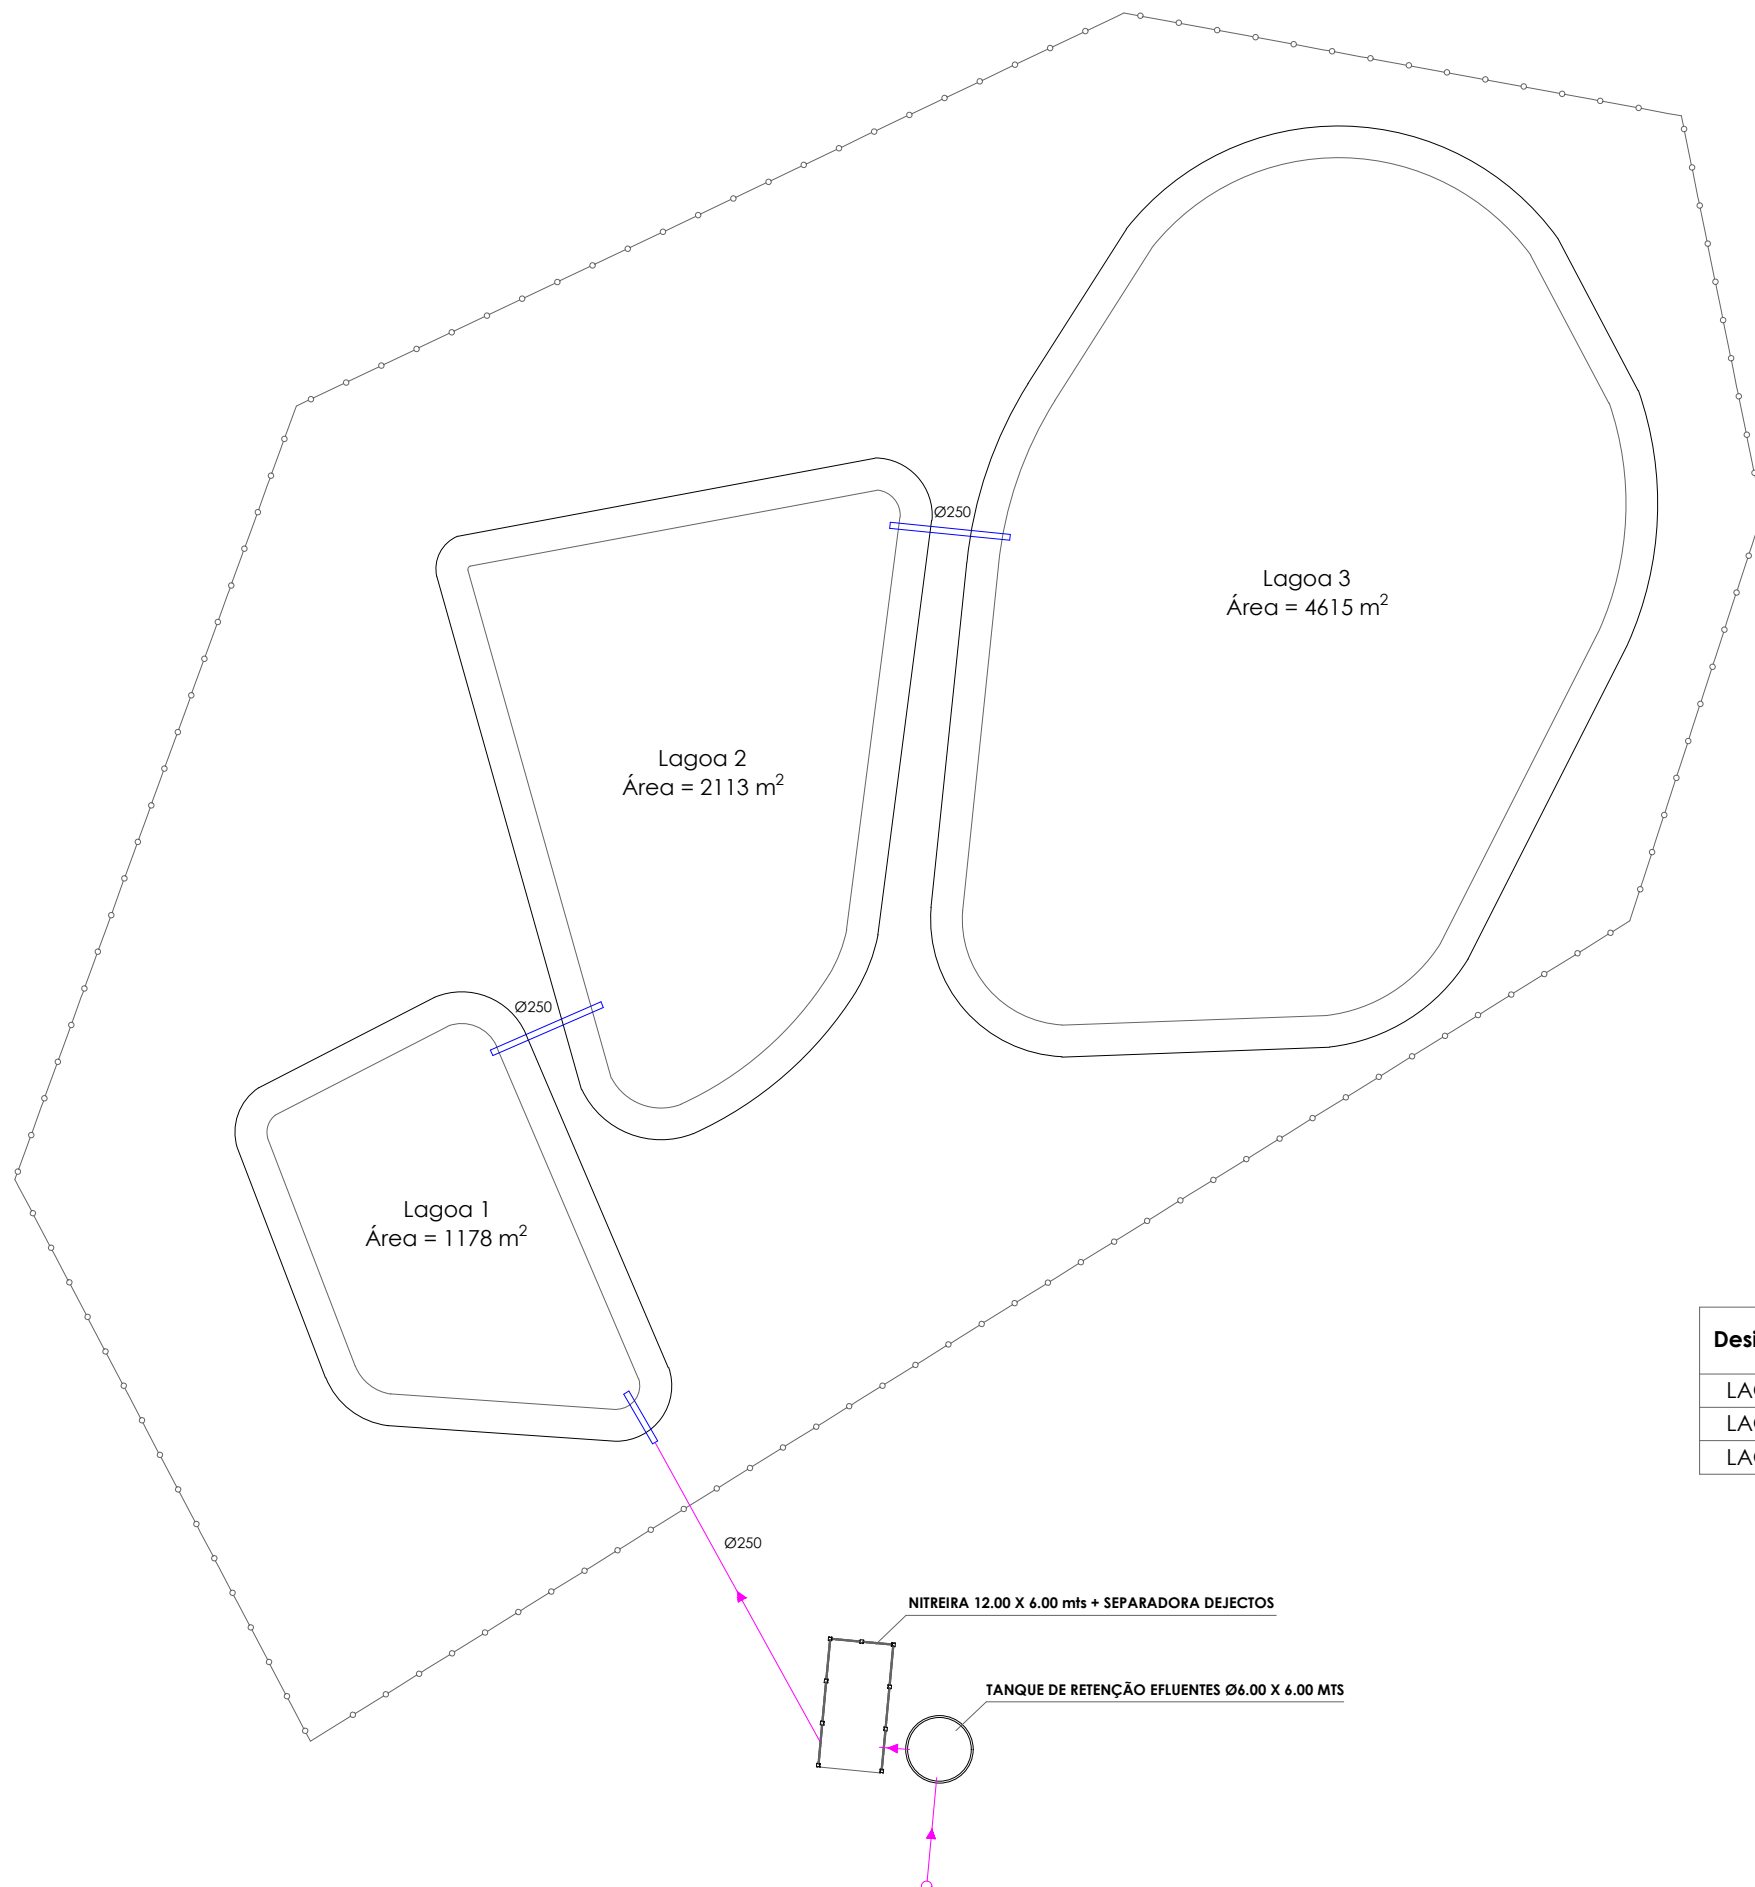 Ø250
Lagoa 3
Área = 4615 m²
Lagoa 2
Área = 2113 m²
Ø250
Lagoa 1
Área = 1178 m²
Ø250
NITREIRA 12.00 X 6.00 mts + SEPARADORA DEJECTOS
TANQUE DE RETENÇÃO EFLUENTES Ø6.00 X 6.00 MTS